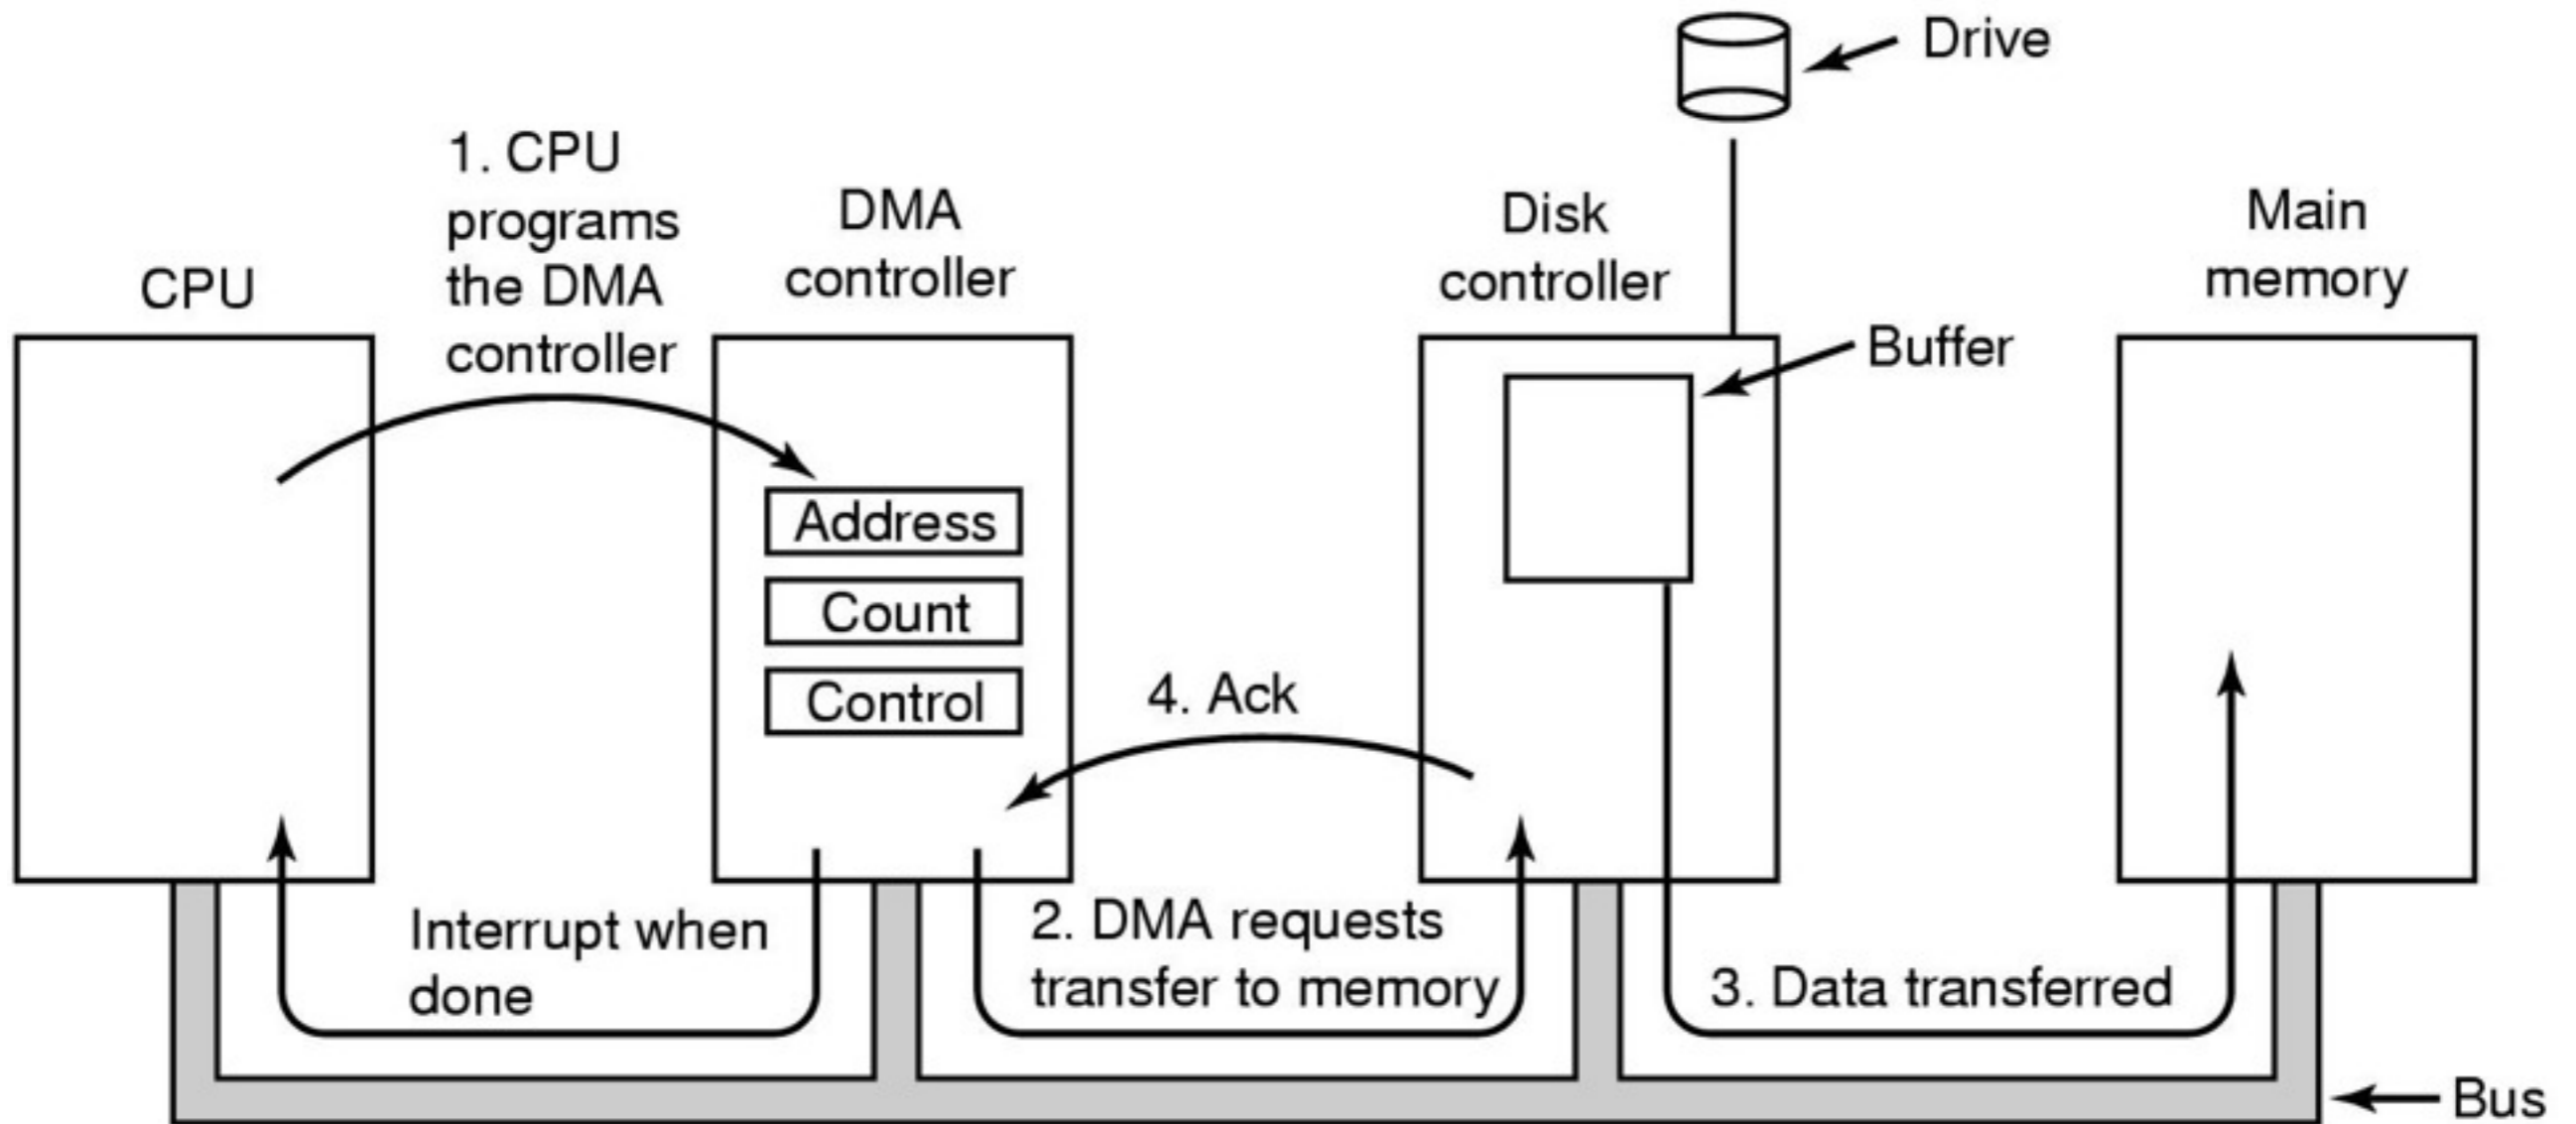 Drive
1. CPU
programs
the DMA
controller
CPU
DMA
controller
Disk
controller
Main
memory
Buffer
Address
Count
Control
4. Ack
Interrupt when
done
2. DMA requests
transfer to memory
3. Data transferred
Bus